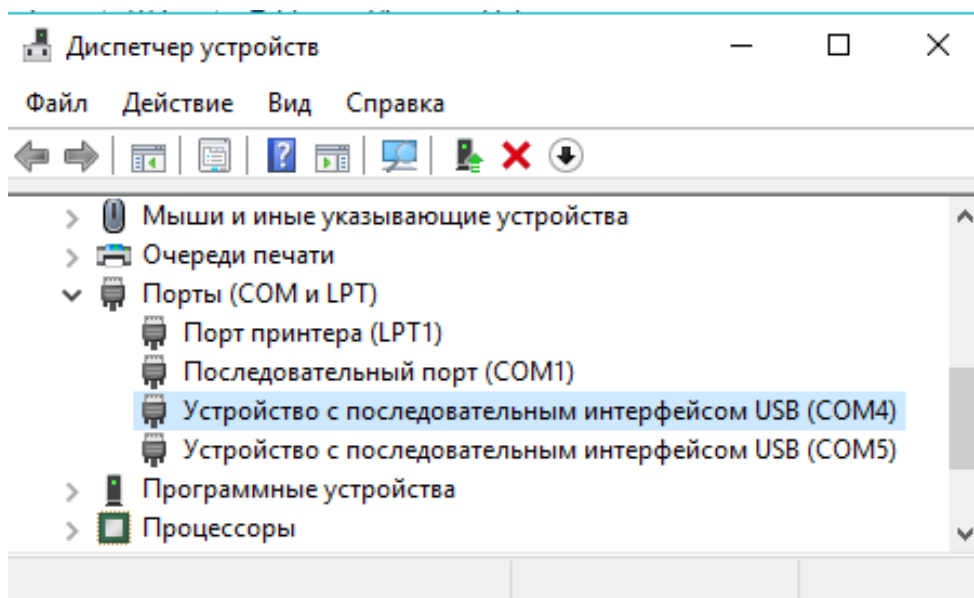 Диспетчер устройств
Файл Действие Вид Справка
Мыши и иные указывающие устройства
Очереди печати
Порты (COM и LPT)
Порт принтера (LPT1)
Последовательный порт (COM1)
Устройство с последовательным интерфейсом USB (COM4)
Устройство с последовательным интерфейсом USB (COM5)
Программные устройства
Процессоры